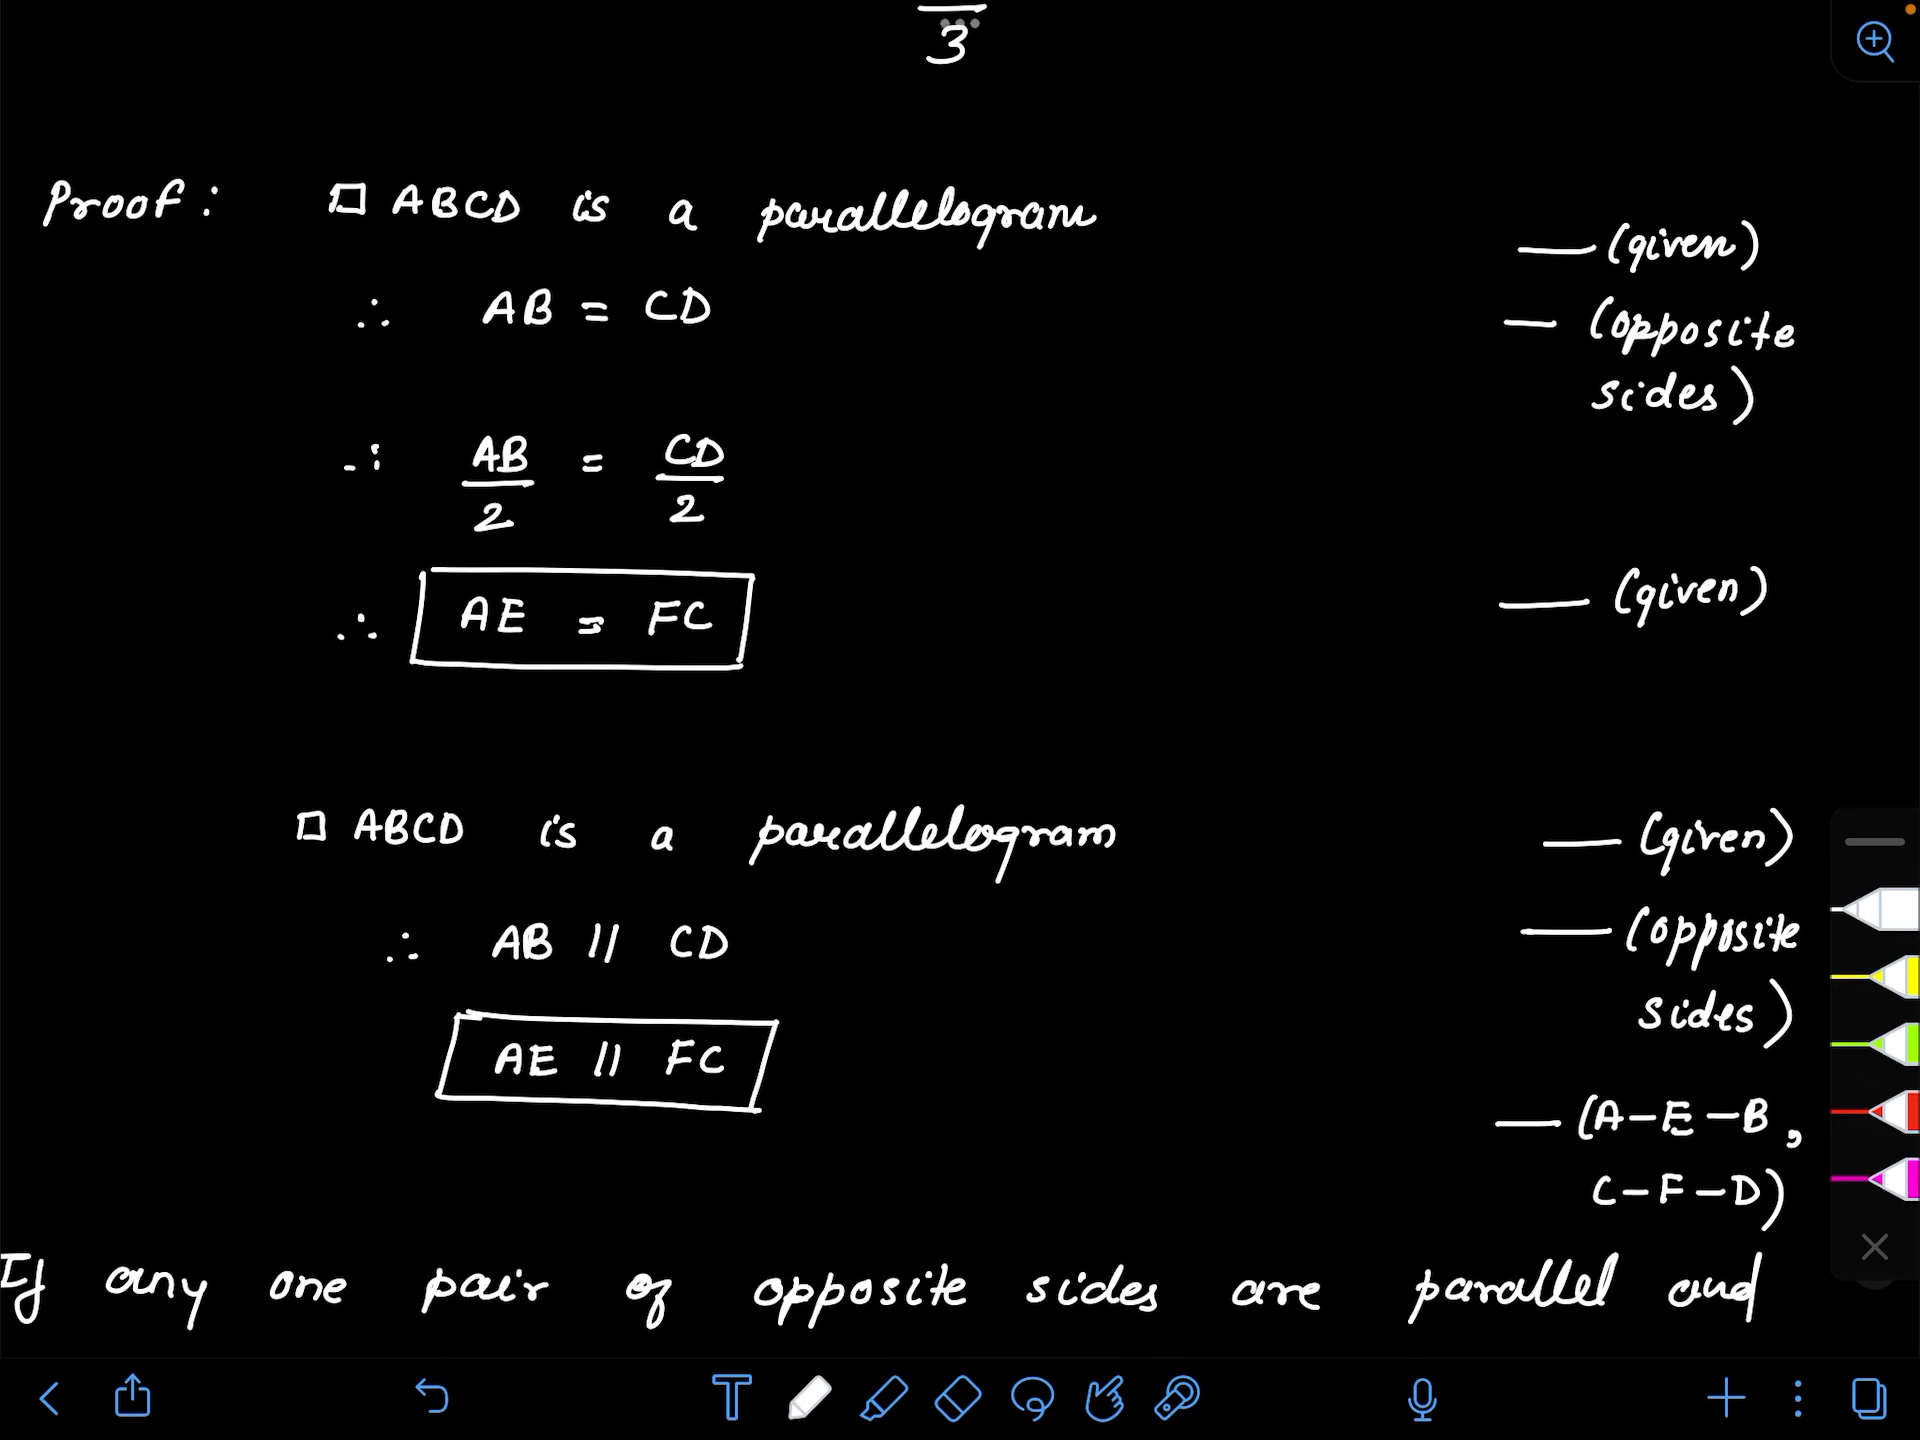 3
Proof : □ ABCD is a parallelogram — (given)
∴ AB = CD — (opposite
sides)
∴ AB/2 = CD/2
∴ AE = FC — (given)
□ ABCD is a parallelogram — (given)
∴ AB || CD — (opposite
sides)
AE || FC
— (A-E-B,
C-F-D)
If any one pair of opposite sides are parallel and